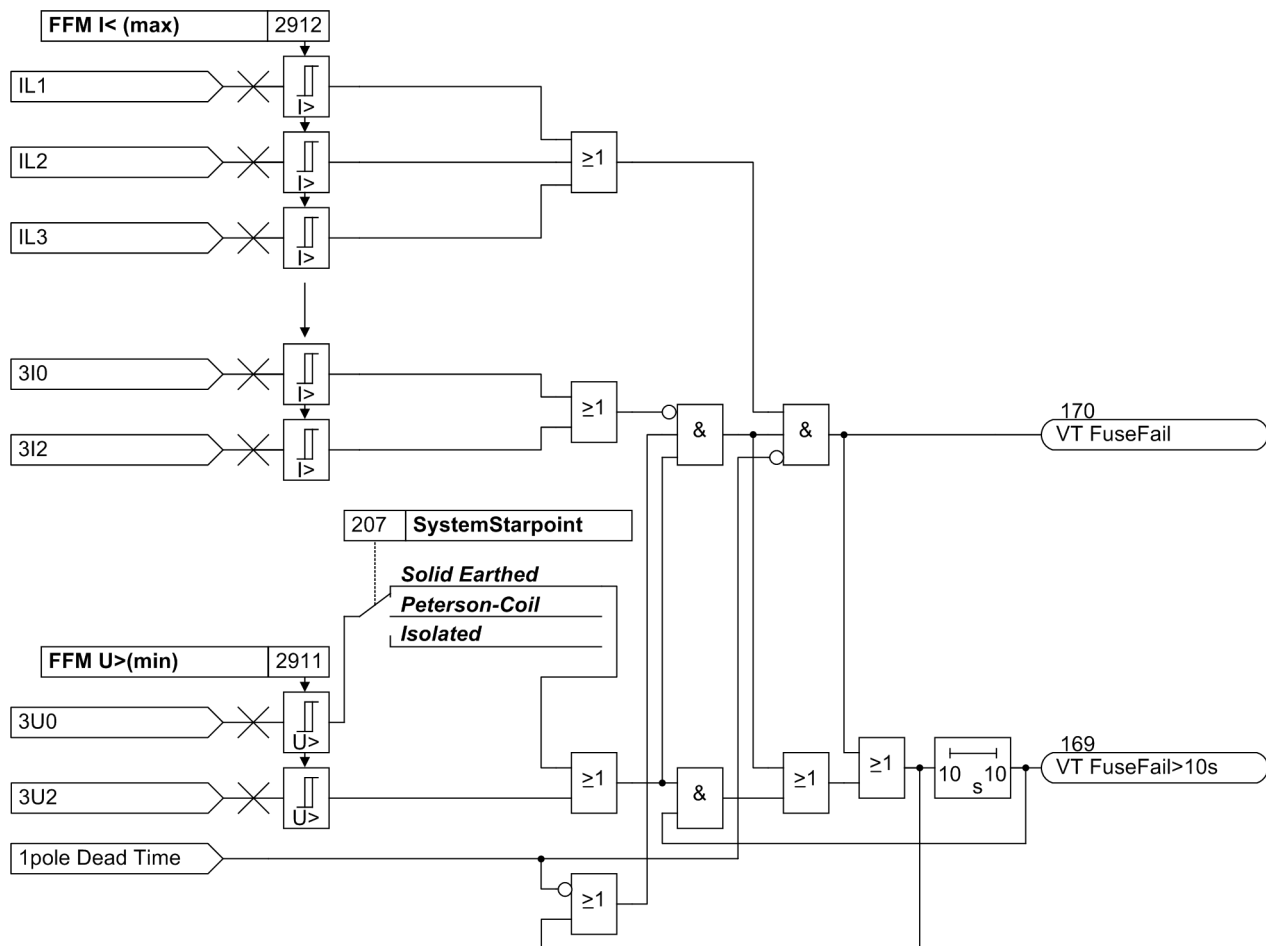 FFM I< (max) 2912
IL1
I>
≥1
IL2
I>
IL3
I>
3I0
I>
≥1
3I2
I>
&
&
170
VT FuseFail
207 SystemStarpoint
Solid Earthed
Peterson-Coil
Isolated
FFM U>(min) 2911
3U0
U>
3U2
U>
≥1
&
≥1
≥1
10 s 10
169
VT FuseFail>10s
1pole Dead Time
≥1